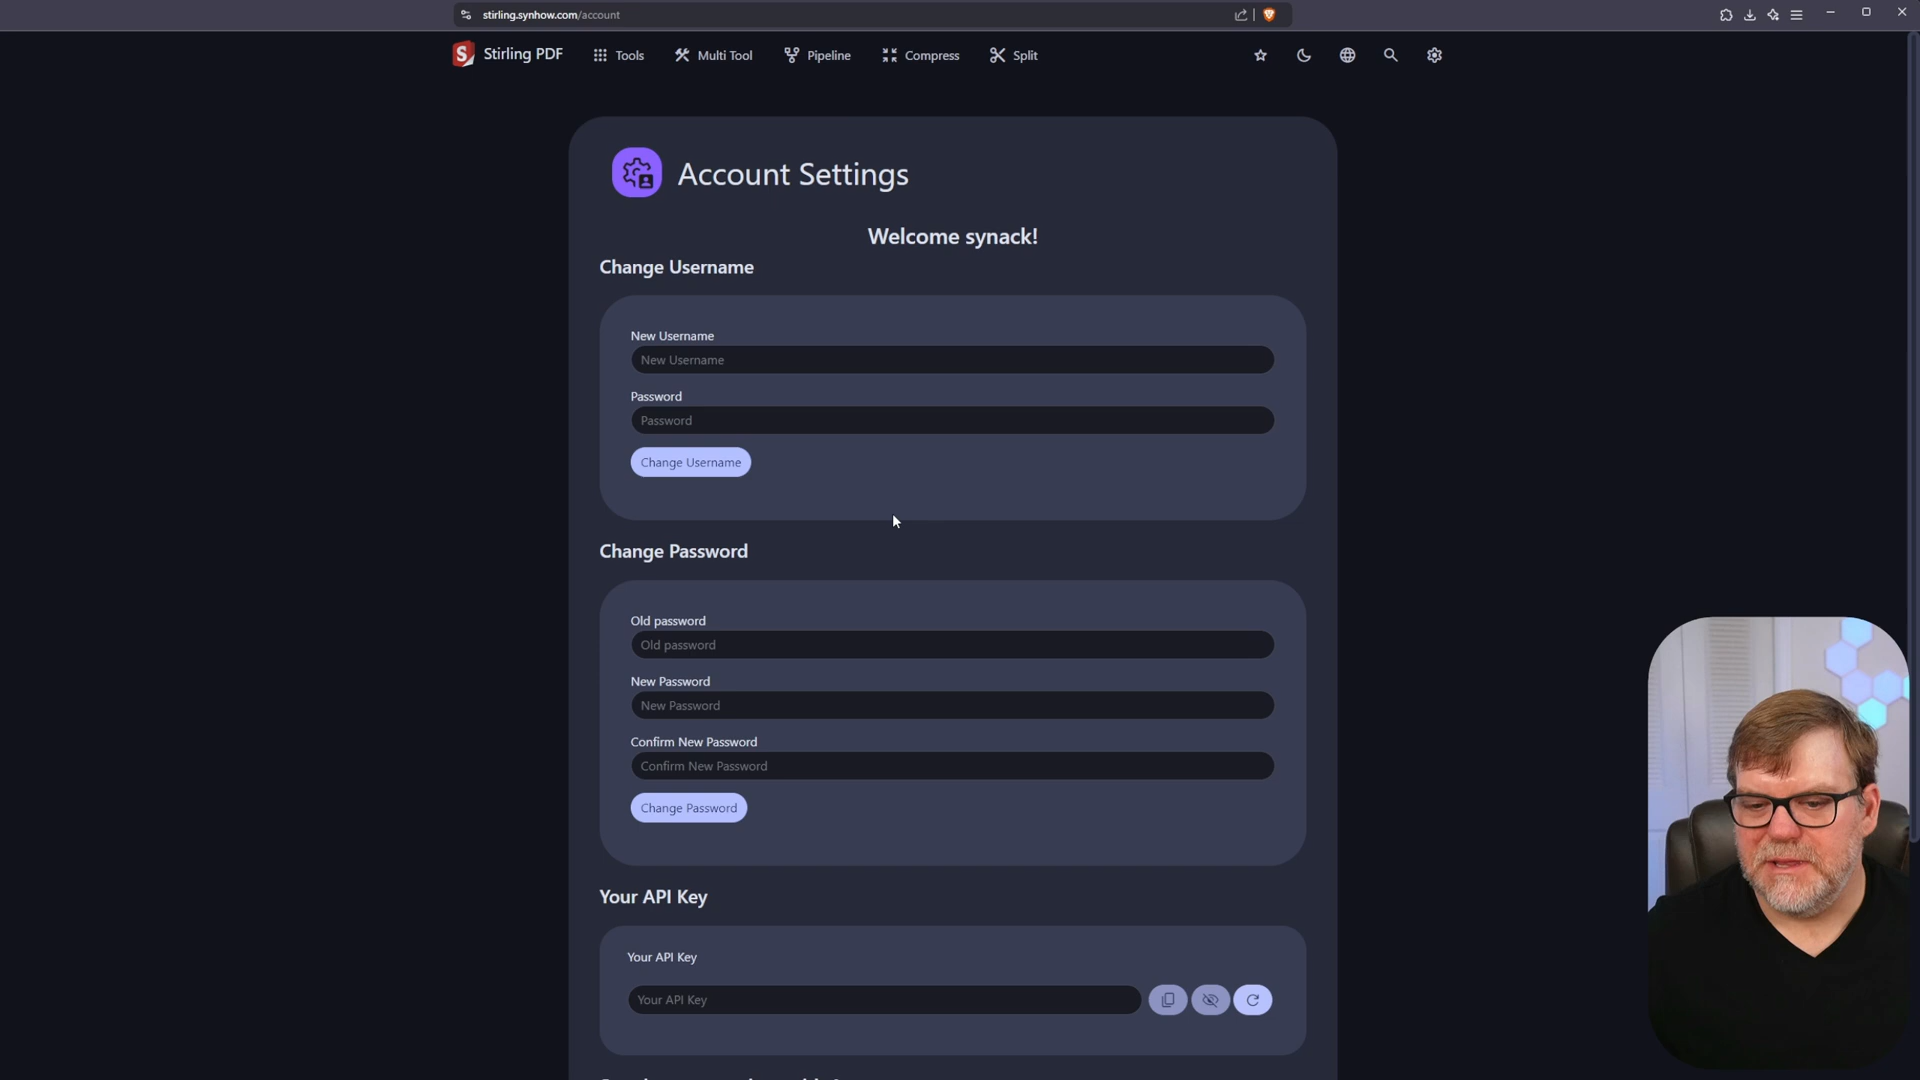 stirling.synhow.com/account
Stirling PDF
Tools
Multi Tool
Pipeline
Compress
Split
Account Settings
Welcome synack!
Change Username
New Username
New Username
Password
Password
Change Username
Change Password
Old password
Old password
New Password
New Password
Confirm New Password
Confirm New Password
Change Password
Your API Key
Your API Key
Your API Key